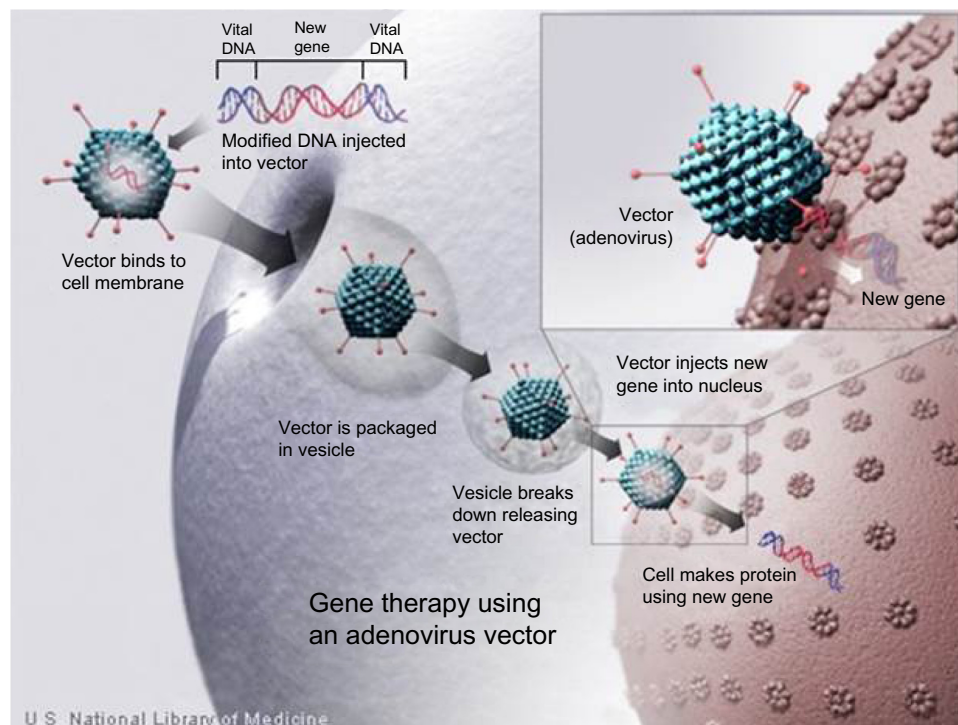 Vital
DNA
New
gene
Vital
DNA
Modified DNA injected
into vector
Vector binds to
cell membrane
Vector
(adenovirus)
New gene
Vector injects new
gene into nucleus
Vector is packaged
in vesicle
Vesicle breaks
down releasing
vector
Cell makes protein
using new gene
Gene therapy using
an adenovirus vector
U.S. National Library of Medicine